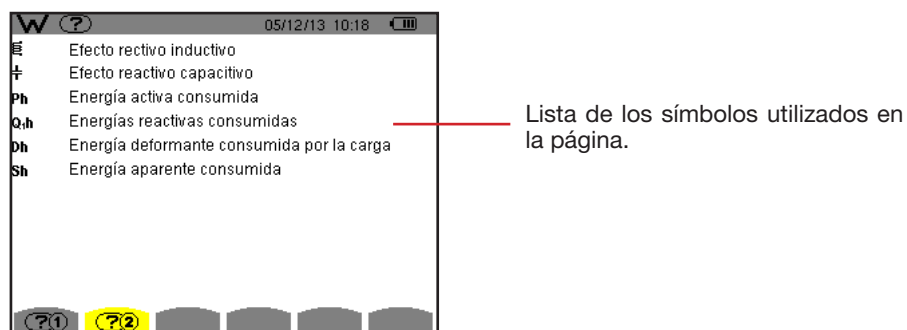 W ? 05/12/13 10:18
Efecto rectivo inductivo
Efecto reactivo capacitivo
Ph Energía activa consumida
Q₁h Energías reactivas consumidas
Dh Energía deformante consumida por la carga
Sh Energía aparente consumida
Lista de los símbolos utilizados en
la página.
?1 ?2